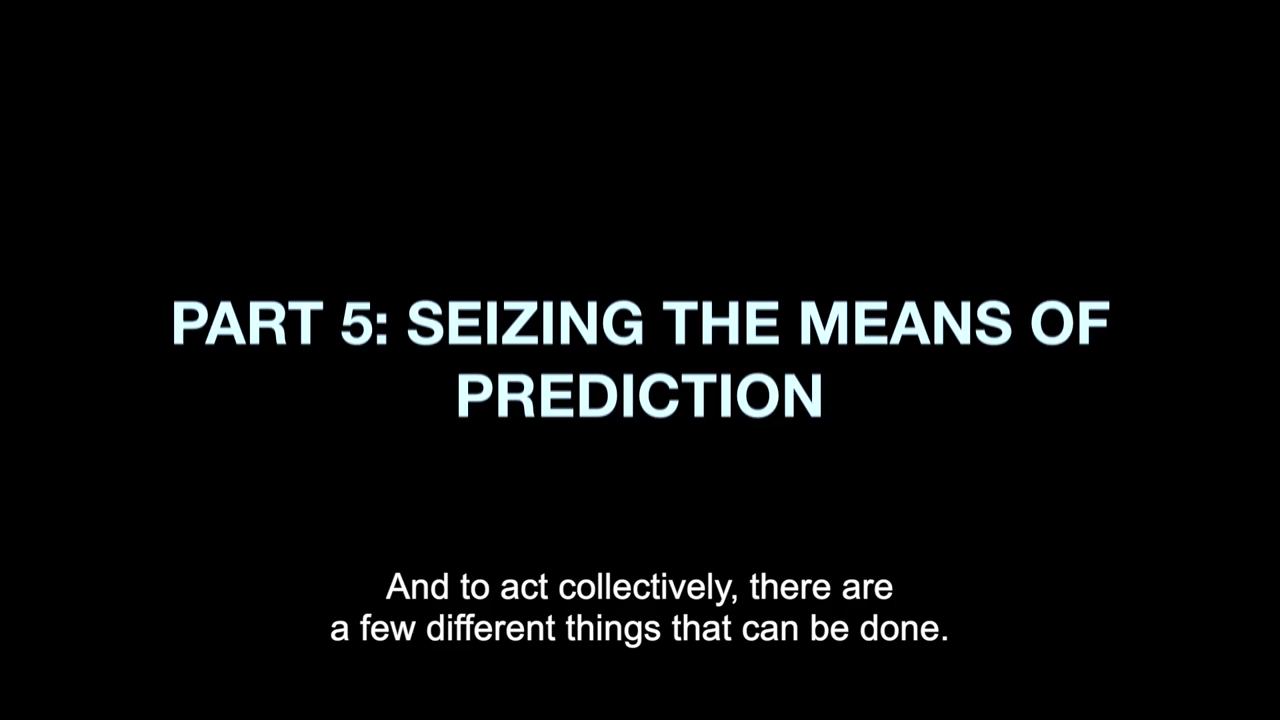 PART 5: SEIZING THE MEANS OF
PREDICTION
And to act collectively, there are
a few different things that can be done.